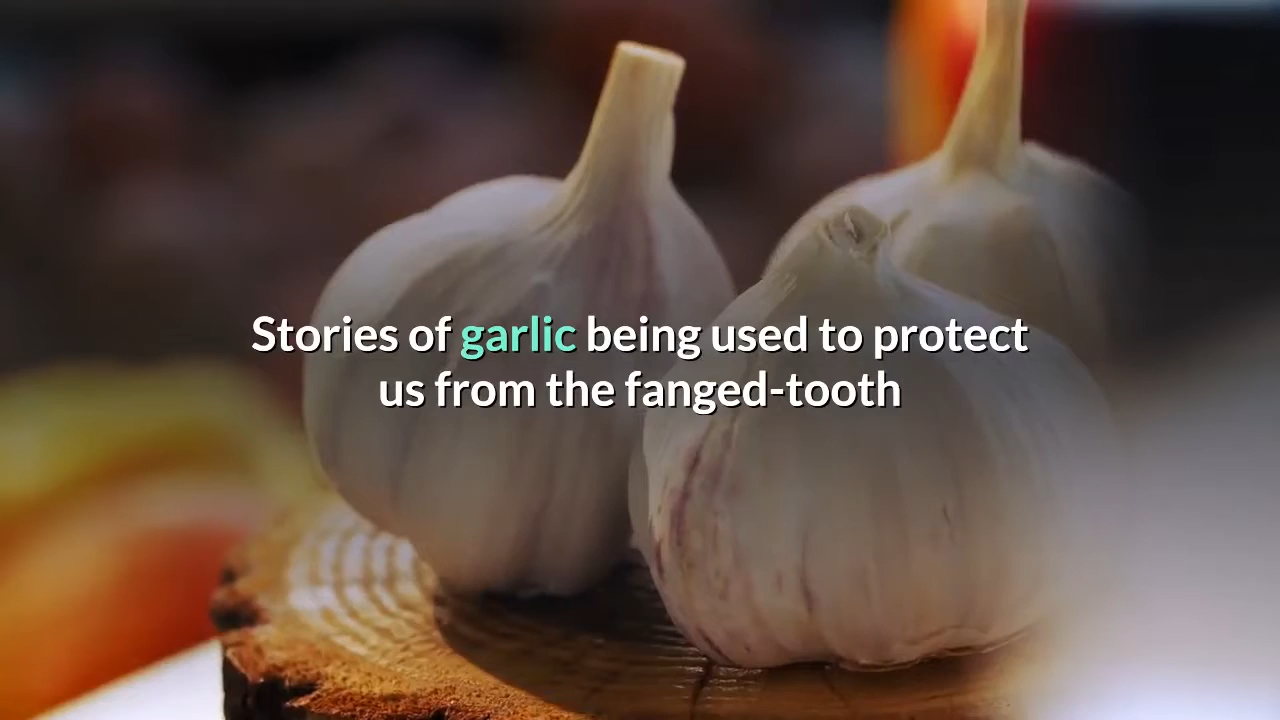 Stories of garlic being used to protect
us from the fanged-tooth